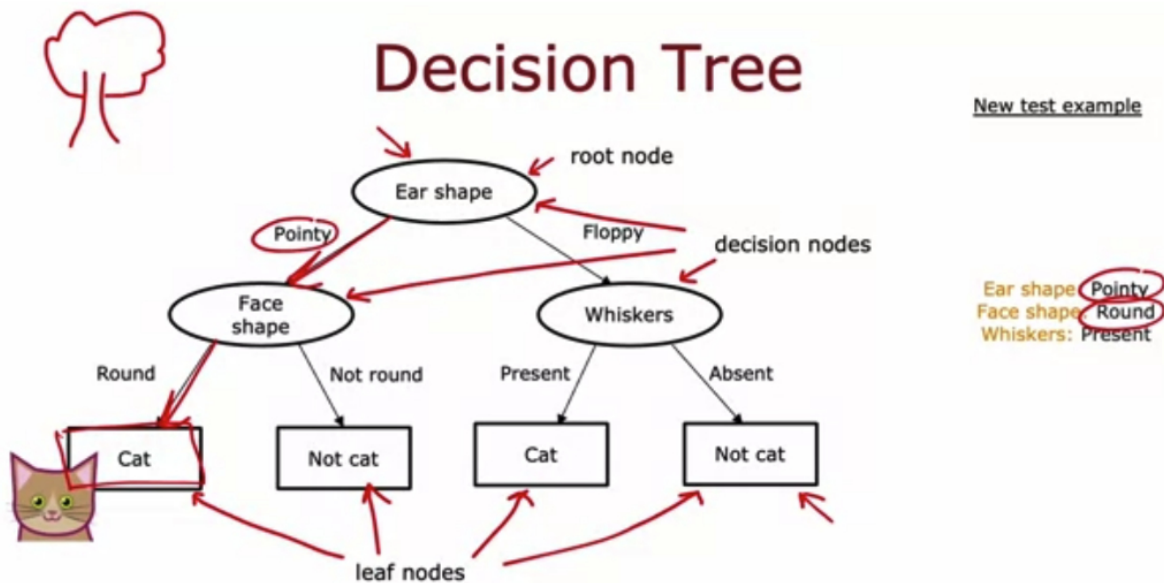 Decision Tree
New test example
root node
Ear shape
Pointy
Floppy
decision nodes
Ear shape: Pointy
Face shape: Round
Whiskers: Present
Face
shape
Whiskers
Round
Not round
Present
Absent
Cat
Not cat
Cat
Not cat
leaf nodes